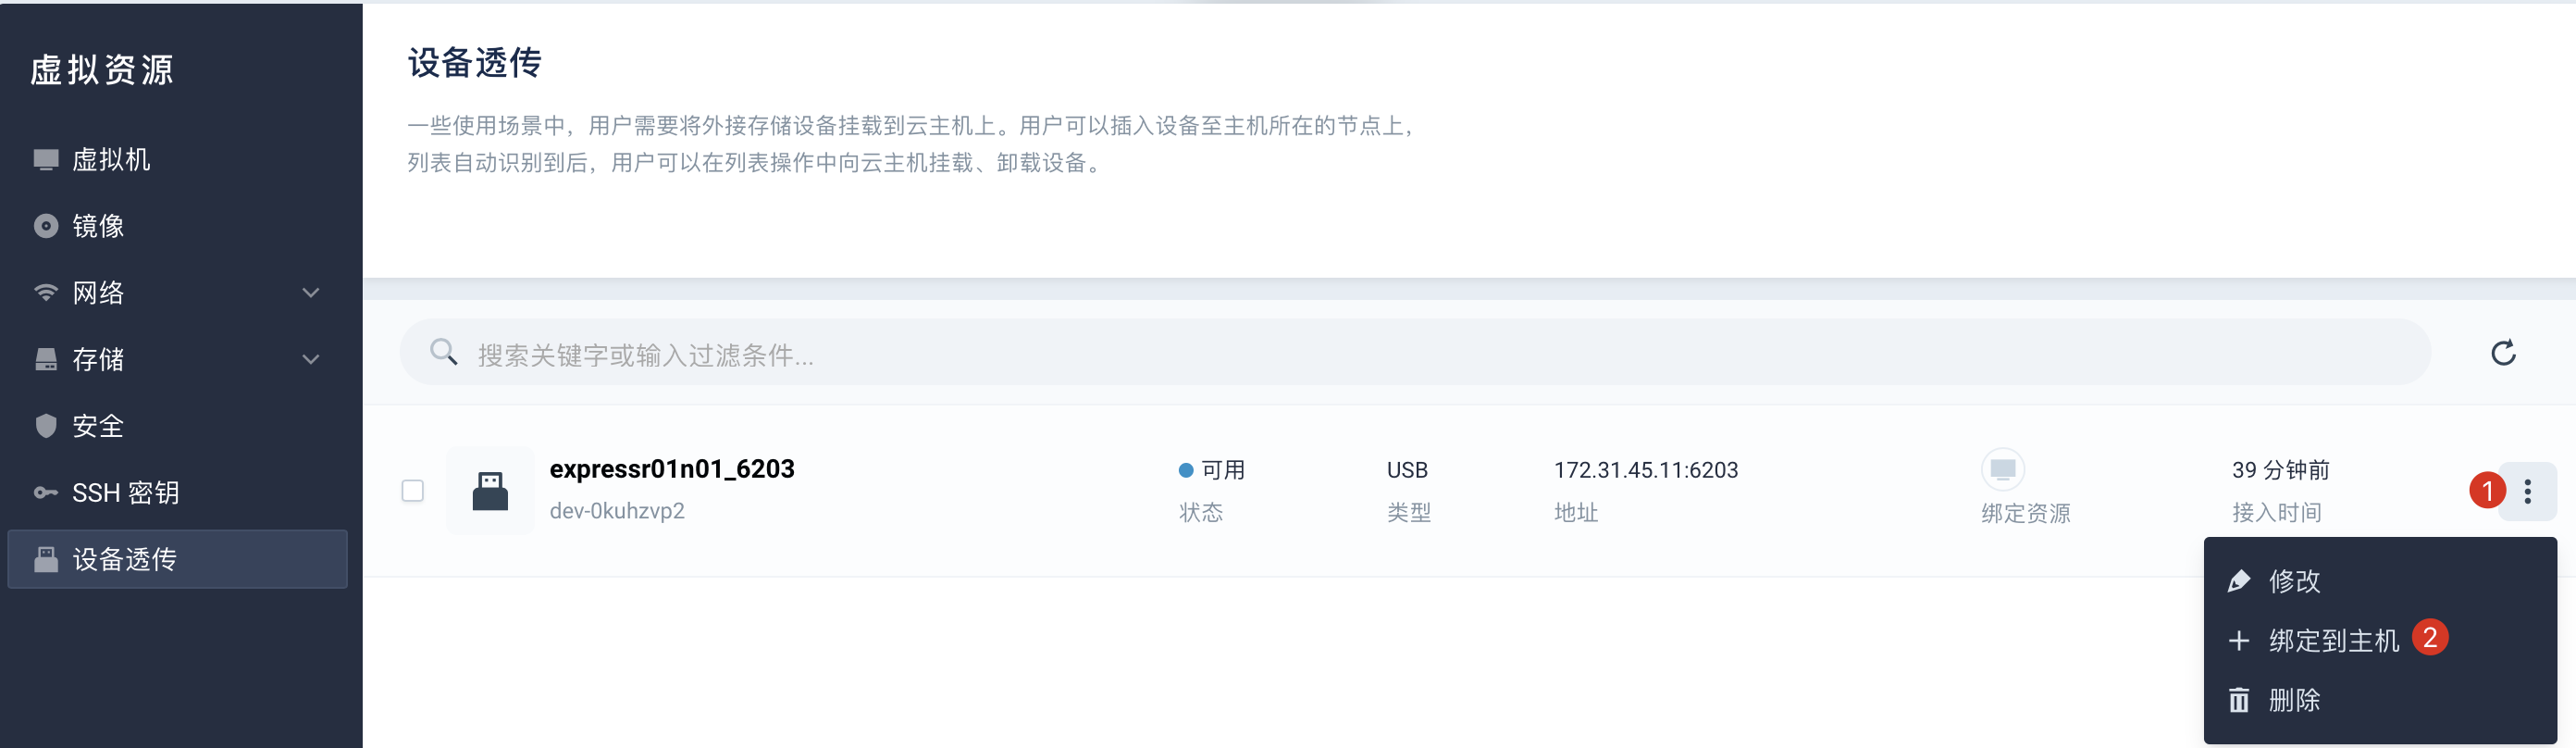 虚拟资源
虚拟机
镜像
网络
存储
安全
SSH 密钥
设备透传
设备透传
一些使用场景中，用户需要将外接存储设备挂载到云主机上。用户可以插入设备至主机所在的节点上，
列表自动识别到后，用户可以在列表操作中向云主机挂载、卸载设备。
搜索关键字或输入过滤条件...
expressr01n01_6203
dev-0kuhzvp2
可用
状态
USB
类型
172.31.45.11:6203
地址
绑定资源
39 分钟前
接入时间
1
修改
绑定到主机 2
删除